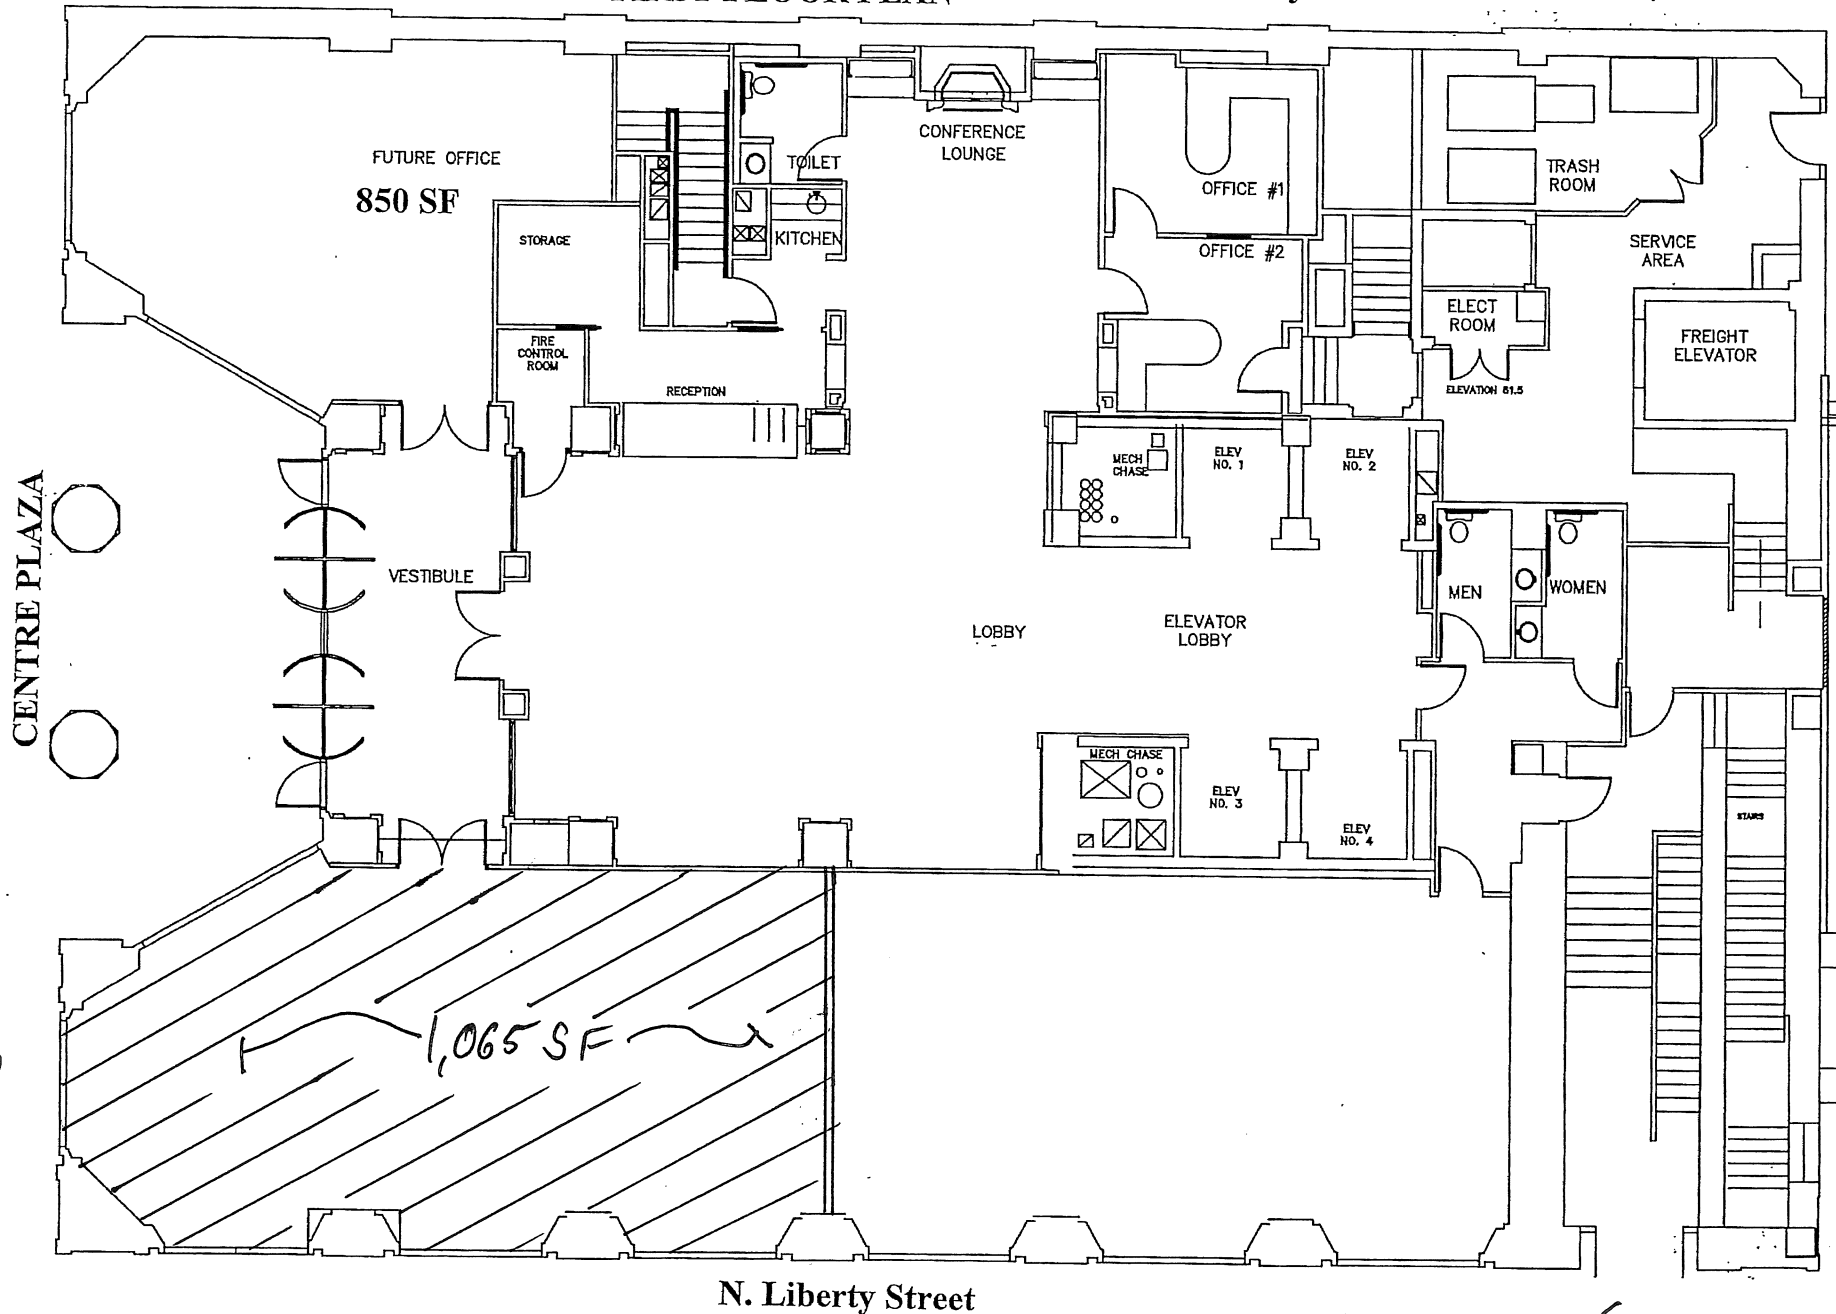 FLOOR PLAN
FUTURE OFFICE
850 SF
STORAGE
FIRE
CONTROL
ROOM
RECEPTION
TOILET
KITCHEN
CONFERENCE
LOUNGE
OFFICE #1
OFFICE #2
TRASH
ROOM
SERVICE
AREA
ELECT
ROOM
ELEVATION 61.5
FREIGHT
ELEVATOR
MECH
CHASE
ELEV
NO. 1
ELEV
NO. 2
CENTRE PLAZA
VESTIBULE
LOBBY
ELEVATOR
LOBBY
MEN
WOMEN
MECH CHASE
ELEV
NO. 3
ELEV
NO. 4
STAIRS
1,065 SF
N. Liberty Street